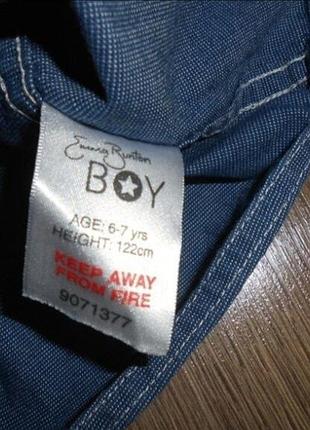 Emma Bunton
BOY
AGE: 6-7 yrs
HEIGHT: 122cm
KEEP AWAY
FROM FIRE
9071377